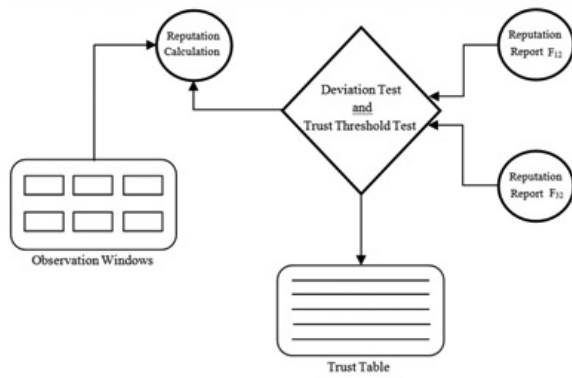 Reputation
Calculation
Deviation Test
and
Trust Threshold Test
Reputation
Report F12
Reputation
Report F32
Observation Windows
Trust Table